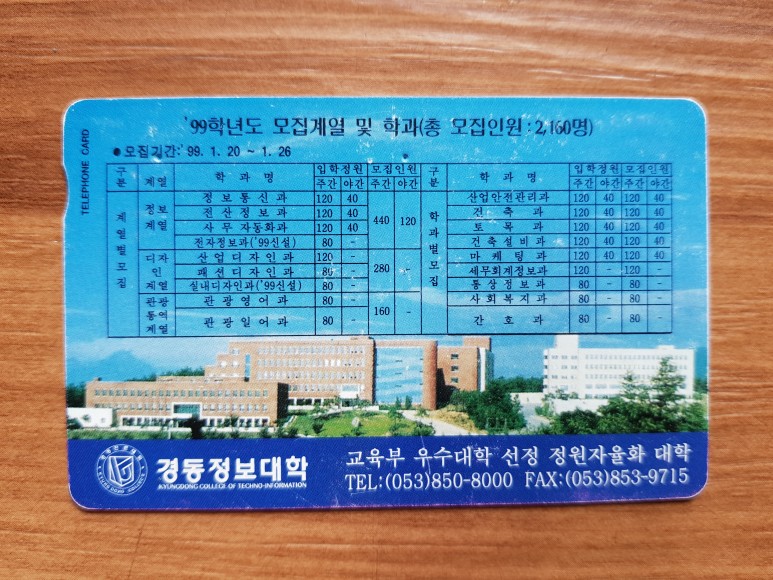 TELEPHONE CARD
'99학년도 모집계열 및 학과(총 모집인원 : 2,160명)
● 모집기간: '99. 1. 20 ~ 1. 26
구분 계열 학과명 입학정원 모집인원
주간 야간 주간 야간
계열별모집
정보계열
정보통신과 120 40
전산정보과 120 40
사무자동화과 120 40
전자정보과('99신설) 80 -
440 120
디자인계열
산업디자인과 120 -
패션디자인과 80 -
실내디자인과('99신설) 80 -
280 -
관광통역계열
관광영어과 80 -
관광일어과 80 -
160 -
구분 학과명 입학정원 모집인원
주간 야간 주간 야간
학과별모집
산업안전관리과 120 40 120 40
건축과 120 40 120 40
토목과 120 40 120 40
건축설비과 120 40 120 40
마케팅과 120 40 120 40
세무회계정보과 120 - 120 -
통상정보과 80 - 80 -
사회복지과 80 - 80 -
간호과 80 - 80 -
경동정보대학
KYUNGDONG COLLEGE OF TECHNO-INFORMATION
교육부 우수대학 선정 정원자율화 대학
TEL:(053)850-8000 FAX:(053)853-9715